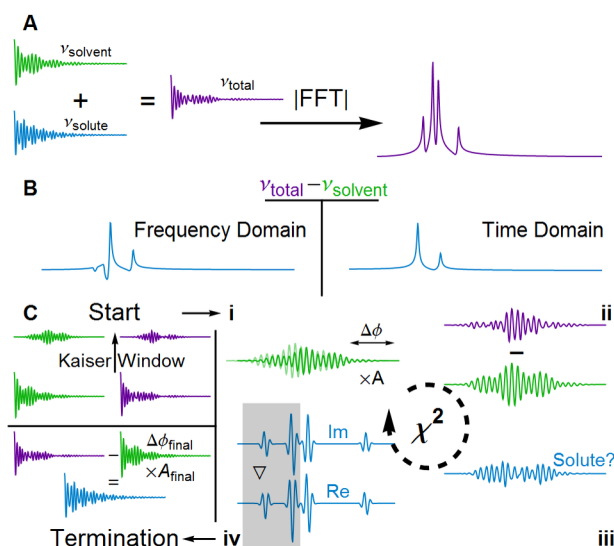 A
νsolvent
+
νsolute
=
νtotal
|FFT|
B
νtotal−νsolvent
Frequency Domain
Time Domain
C
Start
i
ii
Kaiser Window
Δϕ
×A
−
χ²
Im
▽
Re
Solute?
− Δϕfinal
×Afinal
=
Termination
iv
iii